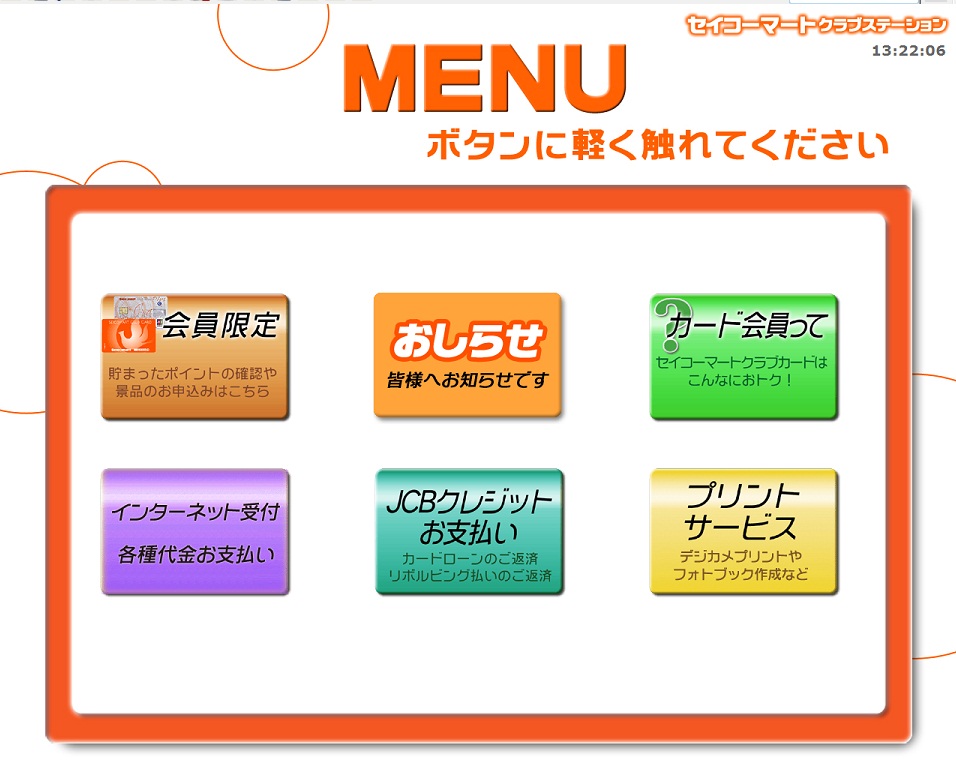 セイコーマートクラブステーション
13:22:06
MENU
ボタンに軽く触れてください
会員限定
貯まったポイントの確認や
景品のお申込みはこちら
おしらせ
皆様へお知らせです
?
カード会員って
セイコーマートクラブカードは
こんなにおトク！
インターネット受付
各種代金お支払い
JCBクレジット
お支払い
カードローンのご返済
リボルビング払いのご返済
プリント
サービス
デジカメプリントや
フォトブック作成など